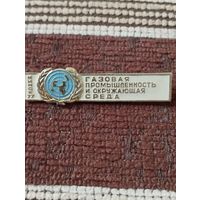 ГАЗОВАЯ
ПРОМЫШЛЕННОСТЬ
И ОКРУЖАЮЩАЯ
СРЕДА